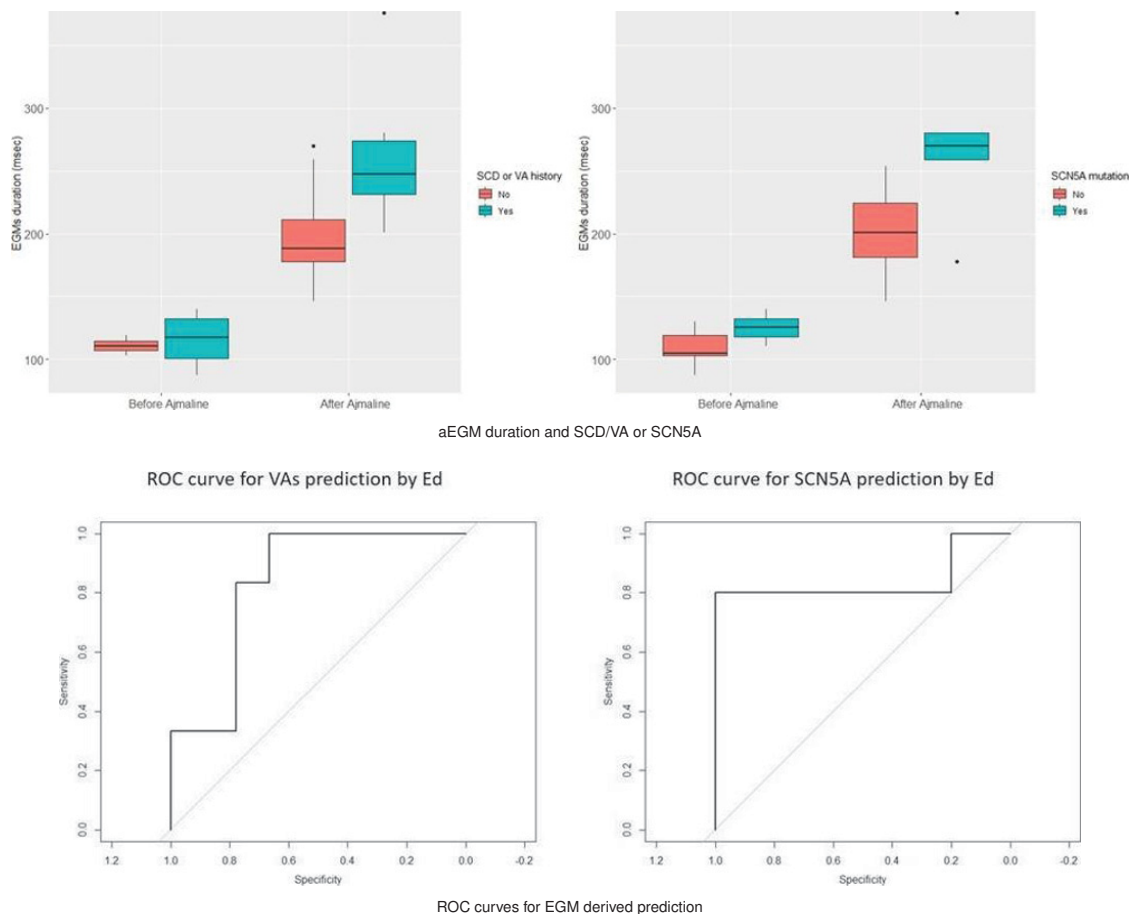 EGMs duration (msec)
300
200
100
Before Ajmaline
After Ajmaline
SCD or VA history
No
Yes
EGMs duration (msec)
300
200
100
Before Ajmaline
After Ajmaline
SCN5A mutation
No
Yes
aEGM duration and SCD/VA or SCN5A
ROC curve for VAs prediction by Ed
Sensitivity
1.0
0.8
0.6
0.4
0.2
0.0
1.2 1.0 0.8 0.6 0.4 0.2 0.0 -0.2
Specificity
ROC curve for SCN5A prediction by Ed
Sensitivity
1.0
0.8
0.6
0.4
0.2
0.0
1.2 1.0 0.8 0.6 0.4 0.2 0.0 -0.2
Specificity
ROC curves for EGM derived prediction